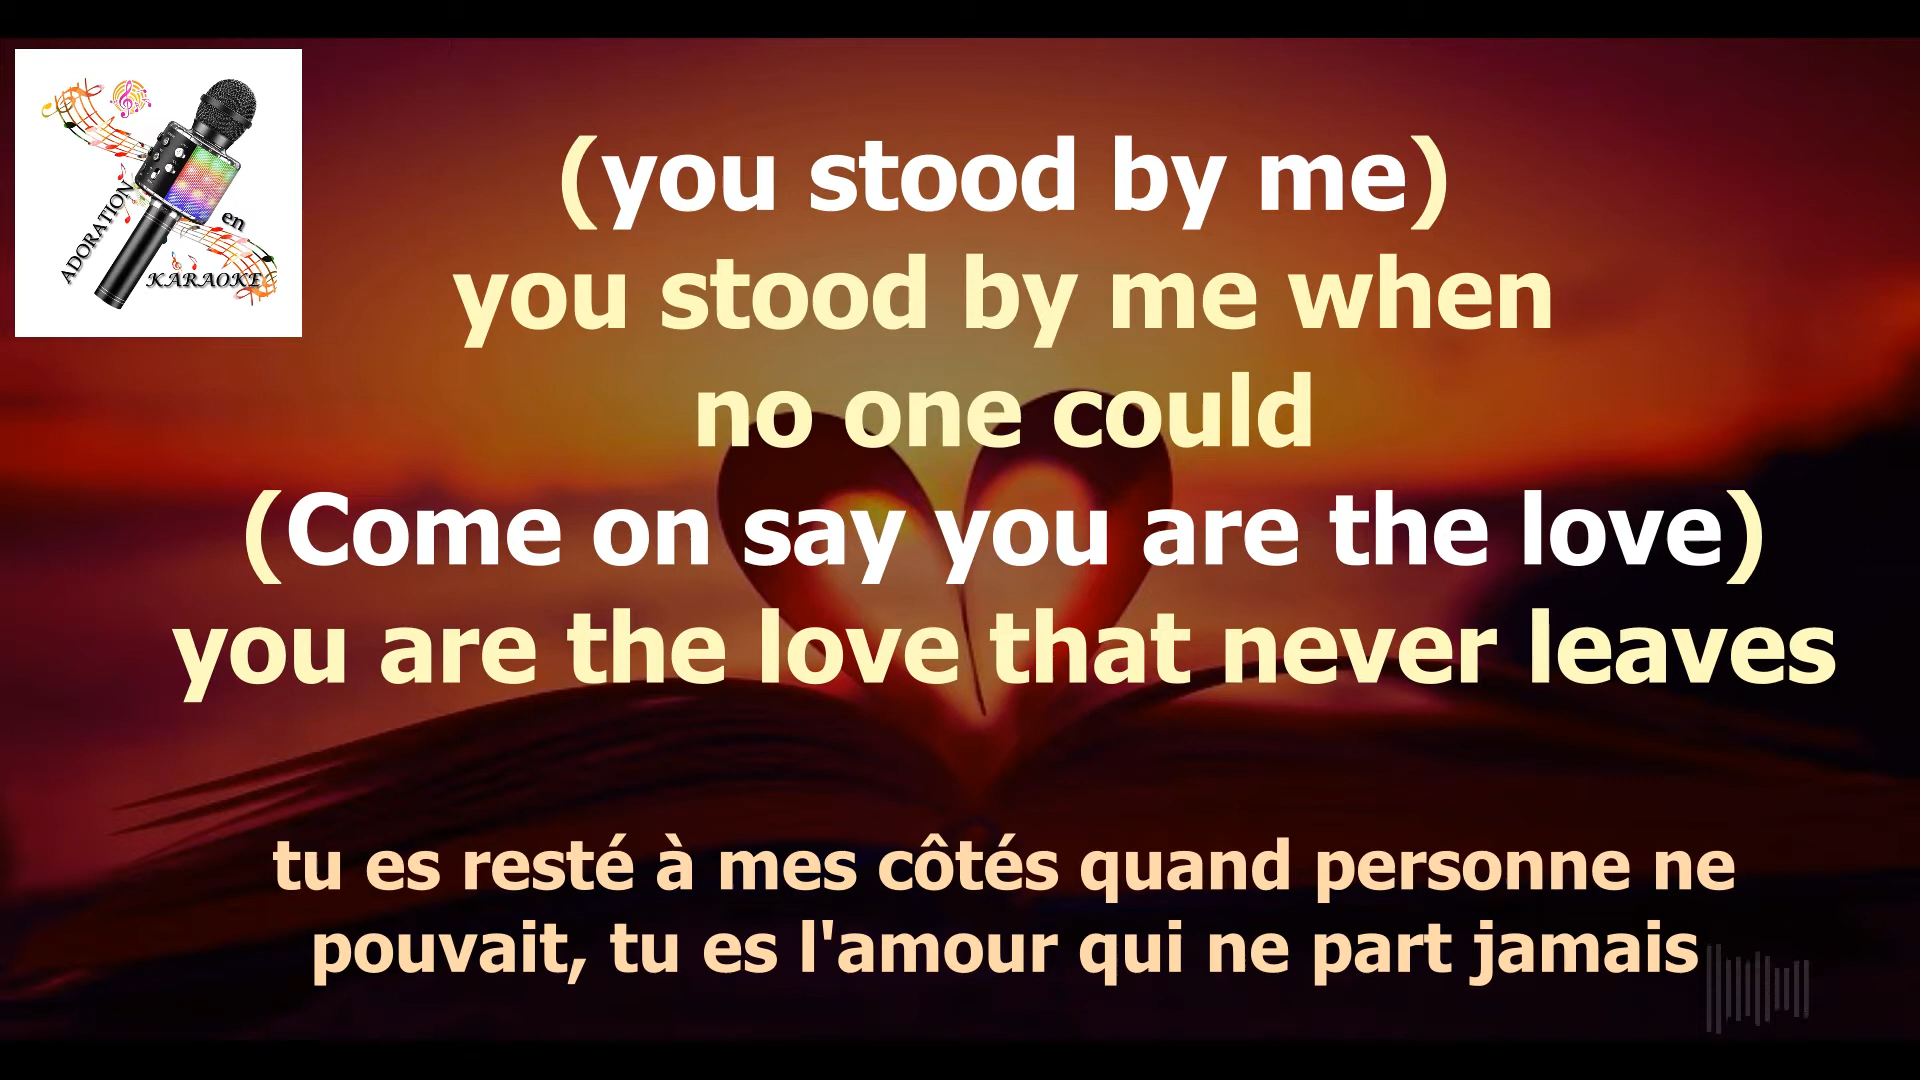 ADORATION
en
KARAOKE
(you stood by me)
you stood by me when
no one could
(Come on say you are the love)
you are the love that never leaves
tu es resté à mes côtés quand personne ne
pouvait, tu es l'amour qui ne part jamais